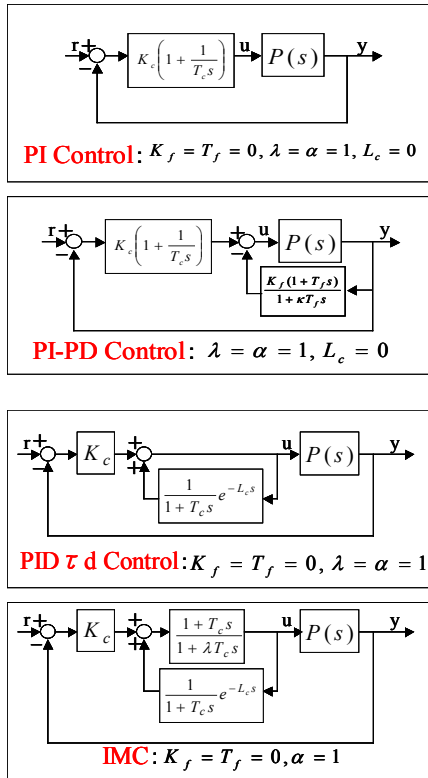 r + − K_c(1 + 1/(T_c s)) u P(s) y
PI Control: K_f = T_f = 0, λ = α = 1, L_c = 0
r + − K_c(1 + 1/(T_c s)) + − u P(s) y
K_f(1 + T_f s)/(1 + κT_f s)
PI-PD Control: λ = α = 1, L_c = 0
r + − K_c + + u P(s) y
1/(1 + T_c s) e^{−L_c s}
PID τ d Control: K_f = T_f = 0, λ = α = 1
r + − K_c + + (1 + T_c s)/(1 + λT_c s) u P(s) y
1/(1 + T_c s) e^{−L_c s}
IMC: K_f = T_f = 0, α = 1